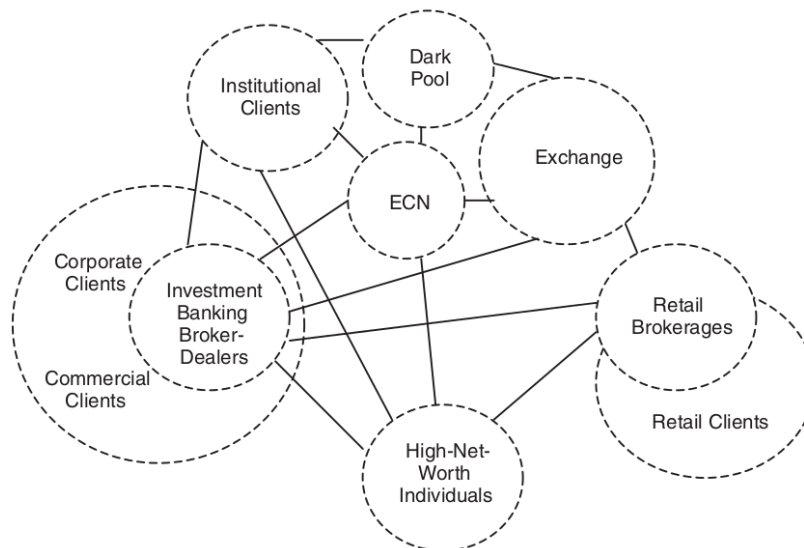 Dark
Pool
Institutional
Clients
Exchange
ECN
Corporate
Clients
Investment
Banking
Broker-
Dealers
Commercial
Clients
Retail
Brokerages
Retail Clients
High-Net-
Worth
Individuals